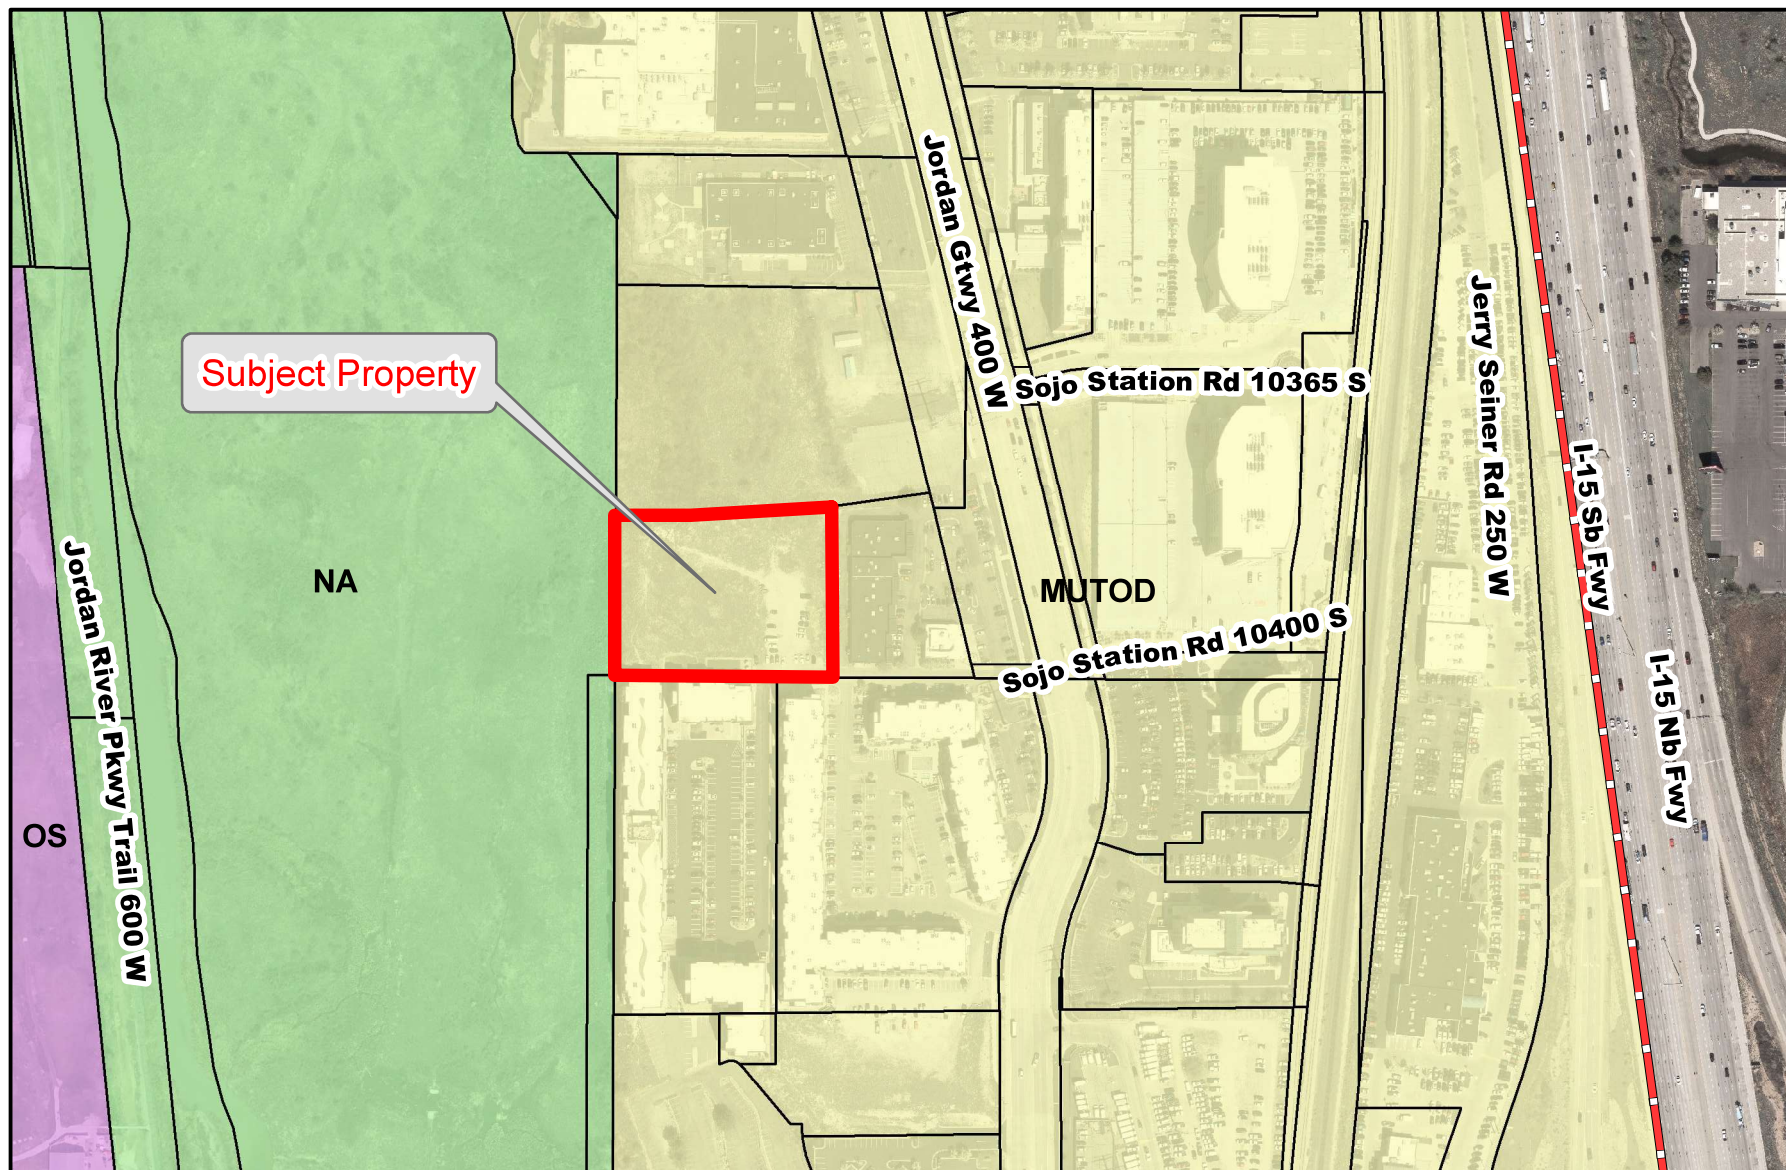 Jordan Gtwy 400 W
Subject Property
Sojo Station Rd 10365 S
Jerry Seiner Rd 250 W
I-15 Sb Fwy
NA
MUTOD
Sojo Station Rd 10400 S
Jordan River Pkwy Trail 600 W
I-15 Nb Fwy
OS